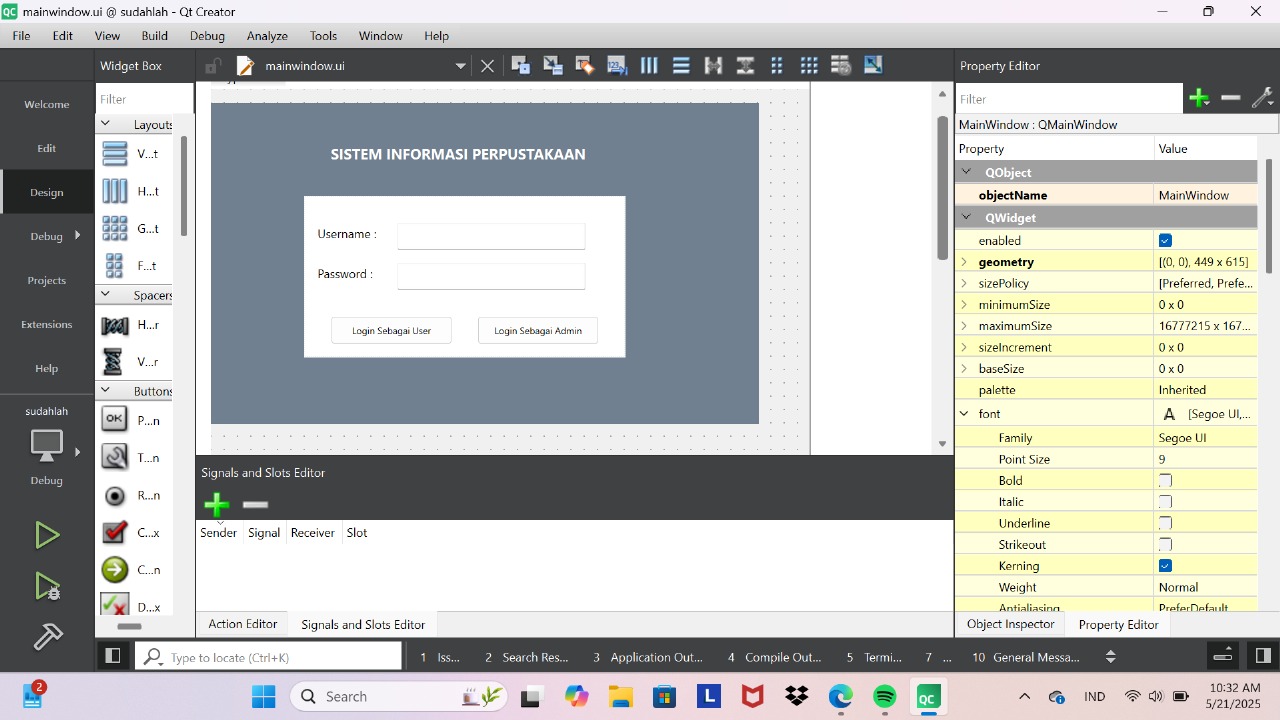 mainwindow.ui @ sudahlah - Qt Creator
File Edit View Build Debug Analyze Tools Window Help
Widget Box
mainwindow.ui
Property Editor
Welcome
Edit
Design
Debug
Projects
Extensions
Help
sudahlah
Debug
Filter
Layouts
V...t
H...t
G...t
F...t
Spacers
H...r
V...r
Buttons
OK P...n
T...n
R...n
C...x
C...n
D...x
SISTEM INFORMASI PERPUSTAKAAN
Username :
Password :
Login Sebagai User Login Sebagai Admin
Signals and Slots Editor
Sender Signal Receiver Slot
Action Editor Signals and Slots Editor
Filter
MainWindow : QMainWindow
Property Value
QObject
objectName MainWindow
QWidget
enabled
geometry [(0, 0), 449 x 615]
sizePolicy [Preferred, Prefe...
minimumSize 0 x 0
maximumSize 16777215 x 167...
sizeIncrement 0 x 0
baseSize 0 x 0
palette Inherited
font A [Segoe UI,...
Family Segoe UI
Point Size 9
Bold
Italic
Underline
Strikeout
Kerning
Weight Normal
Antialiasing PreferDefault
Object Inspector Property Editor
Type to locate (Ctrl+K) 1 Iss... 2 Search Res... 3 Application Out... 4 Compile Out... 5 Termi... 7 ... 10 General Messa...
2 Search L QC IND 10:32 AM
5/21/2025